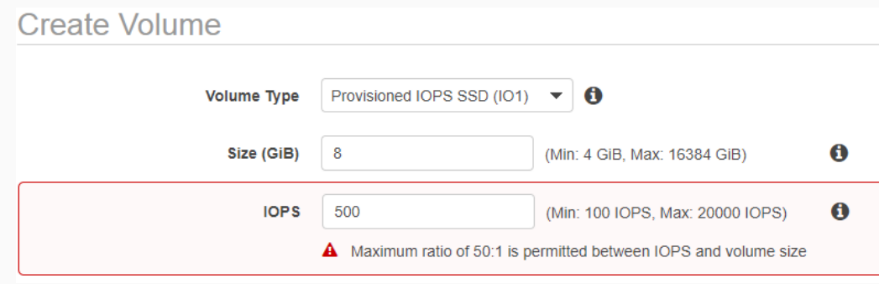 Create Volume
Volume Type Provisioned IOPS SSD (IO1)
Size (GiB) 8 (Min: 4 GiB, Max: 16384 GiB)
IOPS 500 (Min: 100 IOPS, Max: 20000 IOPS)
Maximum ratio of 50:1 is permitted between IOPS and volume size